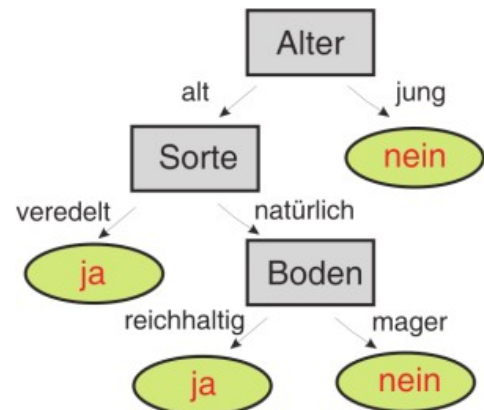 Alter
alt
jung
Sorte
nein
veredelt
natürlich
ja
Boden
reichhaltig
mager
ja
nein